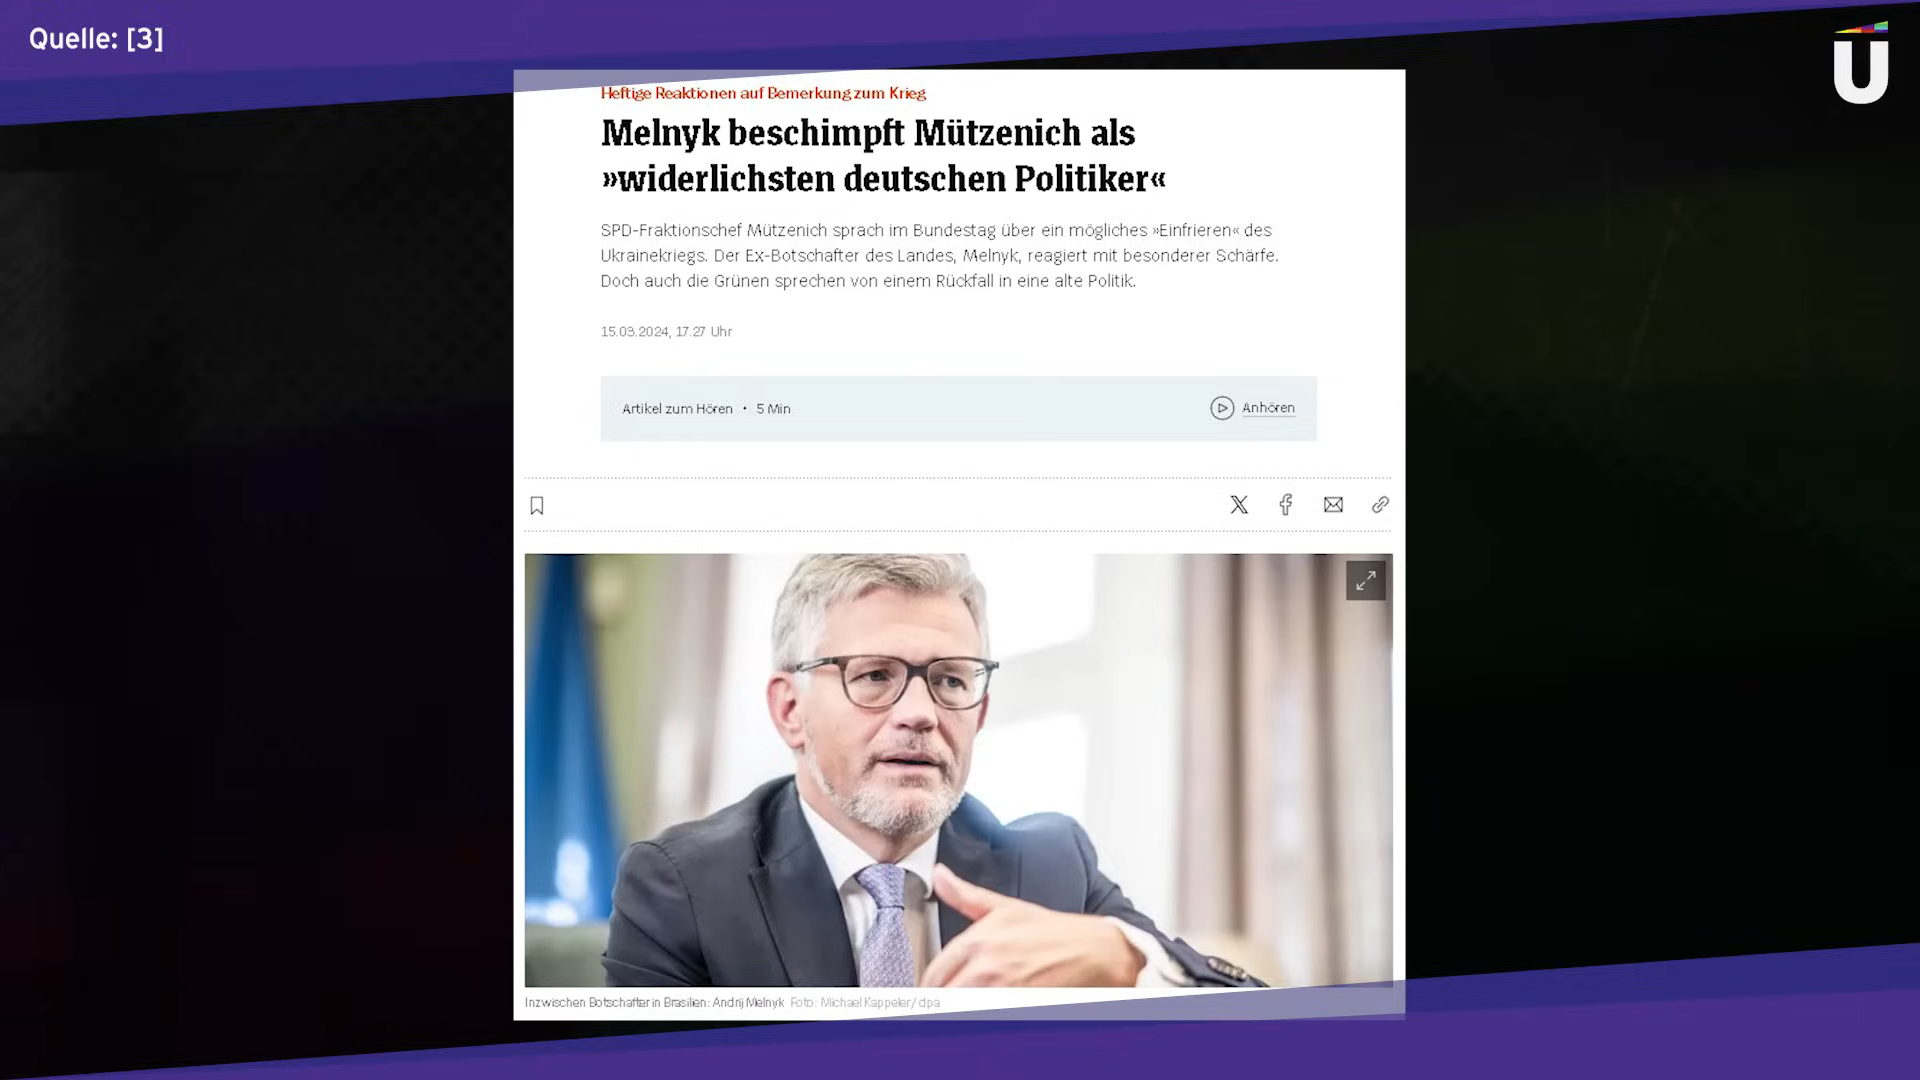 Quelle: [3]
U
Heftige Reaktionen auf Bemerkung zum Krieg
Melnyk beschimpft Mützenich als
»widerlichsten deutschen Politiker«
SPD-Fraktionschef Mützenich sprach im Bundestag über ein mögliches »Einfrieren« des
Ukrainekriegs. Der Ex-Botschafter des Landes, Melnyk, reagiert mit besonderer Schärfe.
Doch auch die Grünen sprechen von einem Rückfall in eine alte Politik.
15.03.2024, 17.27 Uhr
Artikel zum Hören • 5 Min
Anhören
Inzwischen Botschafter in Brasilien: Andrij Melnyk Foto: Michael Kappeler / dpa